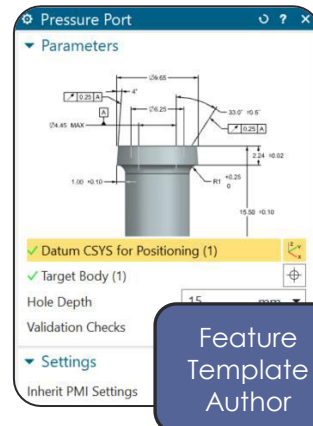 Pressure Port
Parameters
Ø9.65
0.25 A
4°
Ø6.25
33.0° ±0.5°
A
Ø4.45 MAX
0.25 A
2.24 ±0.02
1.00 +0.10
R1 +0.25
0
15.50 +0.10
Datum CSYS for Positioning (1)
Target Body (1)
Hole Depth 15 mm
Validation Checks
Settings
Inherit PMI Settings
Feature
Template
Author